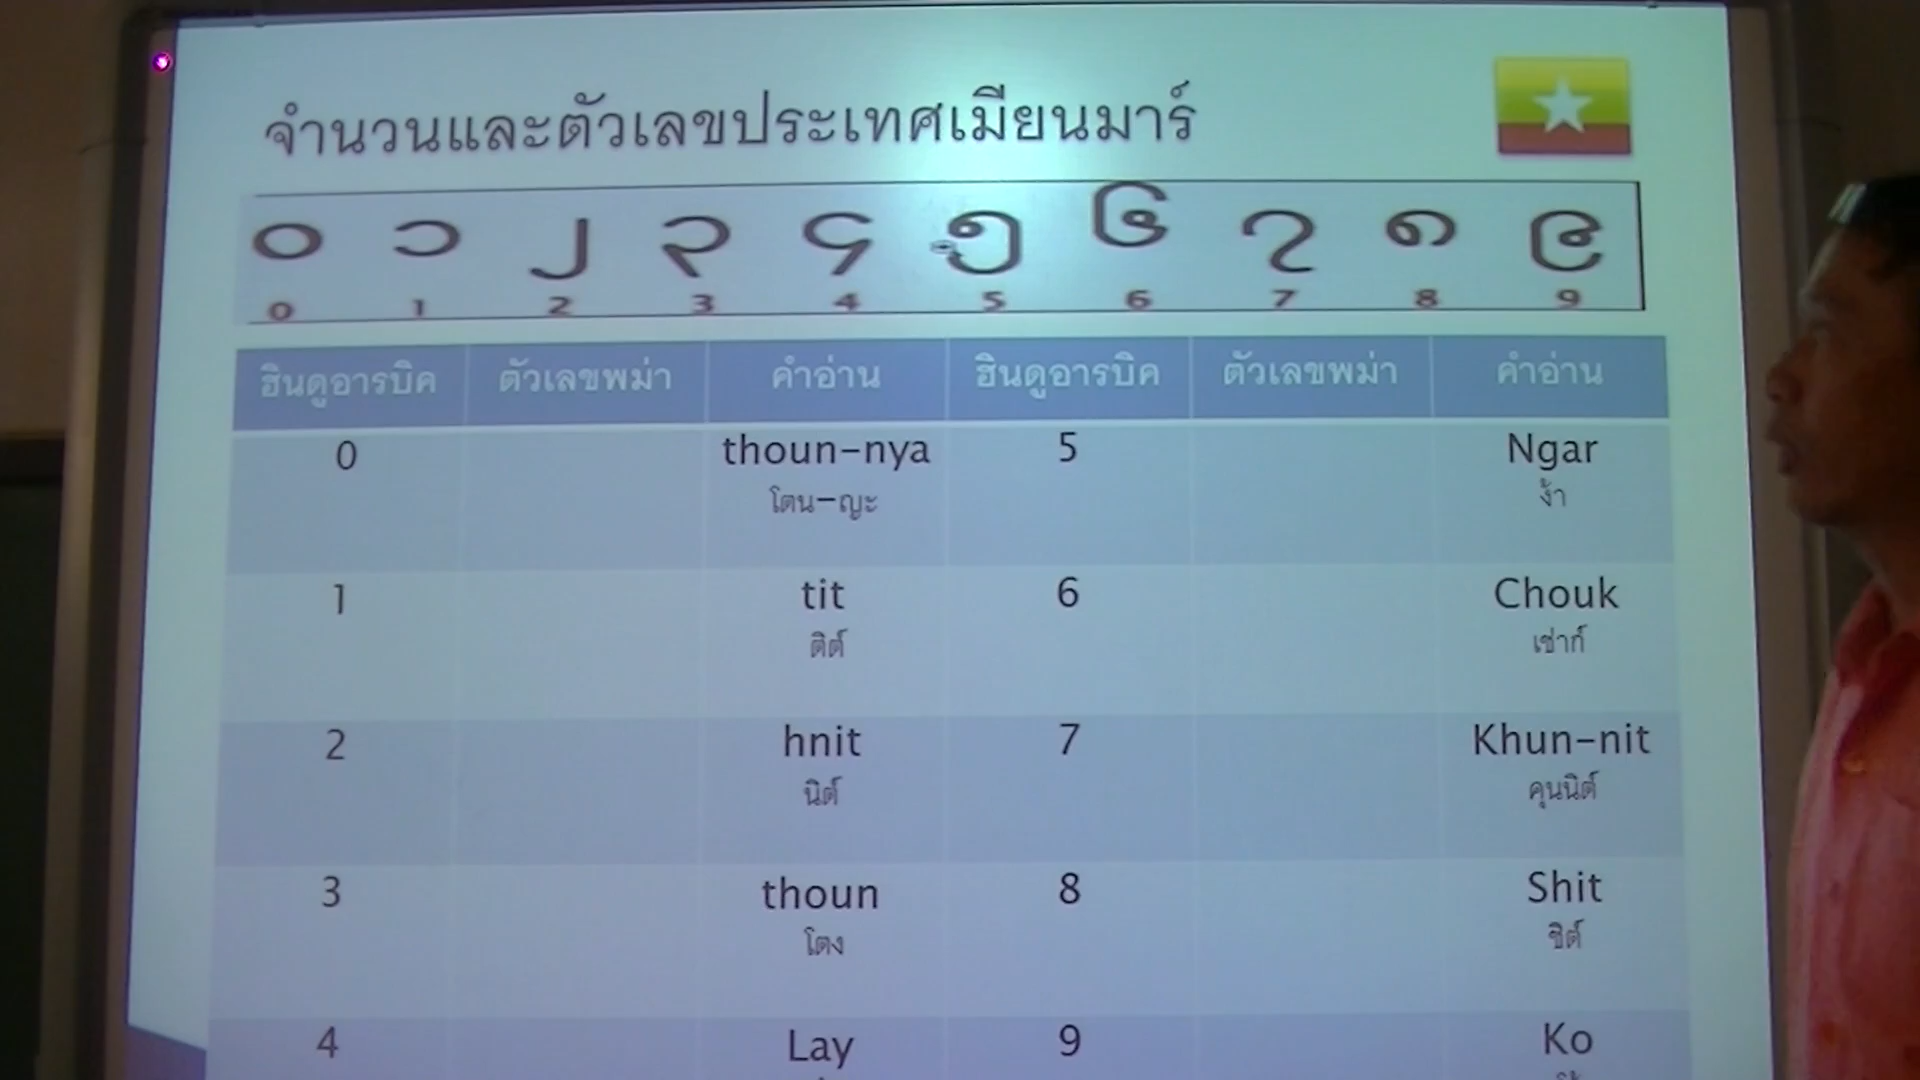 จำนวนและตัวเลขประเทศเมียนมาร์
၀ ၁ ၂ ၃ ၄ ၅ ၆ ၇ ၈ ၉
0 1 2 3 4 5 6 7 8 9
ฮินดูอารบิค ตัวเลขพม่า คำอ่าน ฮินดูอารบิค ตัวเลขพม่า คำอ่าน
0 thoun-nya 5 Ngar
โตน-ญะ ง้า
1 tit 6 Chouk
ติต์ เช่าก์
2 hnit 7 Khun-nit
นิต์ คุนนิต์
3 thoun 8 Shit
โตง ชิต์
4 Lay 9 Ko